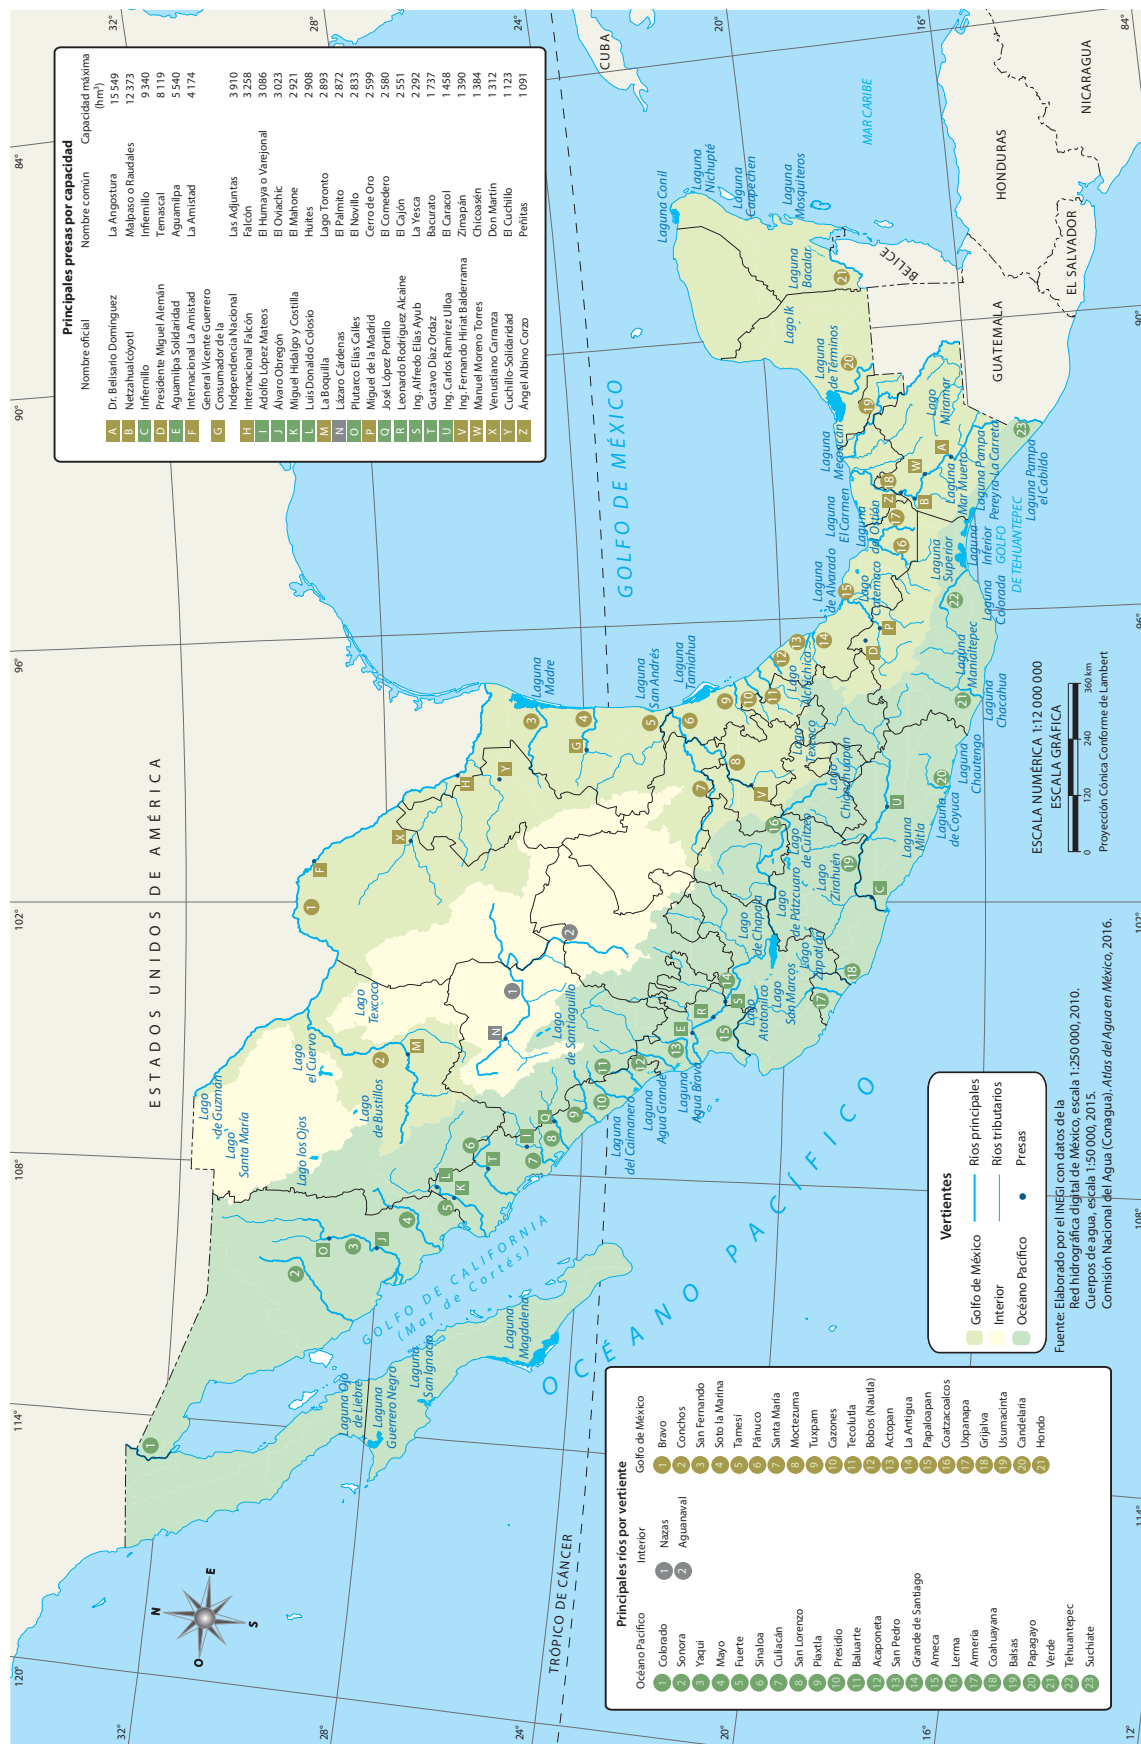 Principales presas por capacidad
Nombre oficial Nombre común Capacidad máxima (hm³)
A Dr. Belisario Domínguez La Angostura 15 549
B Netzahualcóyotl Malpaso o Raudales 12 373
C Infiernillo Infiernillo 9 340
D Presidente Miguel Alemán Temascal 8 119
E Aguamilpa Solidaridad Aguamilpa 5 540
F Internacional La Amistad La Amistad 4 174
General Vicente Guerrero
G Consumador de la
Independencia Nacional Las Adjuntas 3 910
H Internacional Falcón Falcón 3 258
I Adolfo López Mateos El Humaya o Varejonal 3 086
J Álvaro Obregón El Oviachic 3 023
K Miguel Hidalgo y Costilla El Mahone 2 921
L Luis Donaldo Colosio Huites 2 908
M La Boquilla Lago Toronto 2 893
N Lázaro Cárdenas El Palmito 2 872
O Plutarco Elías Calles El Novillo 2 833
P Miguel de la Madrid Cerro de Oro 2 599
Q José López Portillo El Comedero 2 580
R Leonardo Rodríguez Alcaine El Cajón 2 551
S Ing. Alfredo Elías Ayub La Yesca 2 292
T Gustavo Díaz Ordaz Bacurato 1 737
U Ing. Carlos Ramírez Ulloa El Caracol 1 458
V Ing. Fernando Hiriat Balderrama Zimapán 1 390
W Manuel Moreno Torres Chicoasén 1 384
X Venustiano Carranza Don Martín 1 312
Y Cuchillo-Solidaridad El Cuchillo 1 123
Z Ángel Albino Corzo Peñitas 1 091
ESTADOS UNIDOS DE AMÉRICA
GOLFO DE MÉXICO
OCÉANO PACÍFICO
GOLFO DE CALIFORNIA
(Mar de Cortés)
MAR CARIBE
GOLFO
DE TEHUANTEPEC
TRÓPICO DE CÁNCER
CUBA
BELICE
GUATEMALA
HONDURAS
EL SALVADOR
NICARAGUA
Lago
de Guzmán
Lago
Santa María
Lago los Ojos
Lago
el Cuervo
Lago
de Bustillos
Lago
Texcoco
Lago
de Santiaguillo
Laguna Ojo
de Liebre
Laguna
Guerrero Negro
Laguna
San Ignacio
Laguna
Magdalena
Laguna
del Caimanero
Laguna
Agua Grande
Laguna
Agua Brava
Lago
Atotonilco
Lago
San Marcos
Lago
Zapotlán
Lago
de Chapala
Lago
de Pátzcuaro
Lago
Zirahuén
Lago
de Cuitzeo
Lago
Chignahuapan
Lago
Texcoco
Lago
Alchichica
Laguna
Madre
Laguna
San Andrés
Laguna
Tamiahua
Laguna
de Alvarado
Lago
Catemaco
Laguna
del Ostión
Laguna
El Carmen
Laguna
Mecoacán
Laguna
de Términos
Lago Ik
Laguna
Bacalar
Laguna Conil
Laguna
Nichupté
Laguna
Caapechen
Laguna
Mosquiteros
Lago
Miramar
Laguna
Mar Muerto
Laguna Pampa
Pereyra-La Carreta
Laguna Pampa
el Cabildo
Laguna
Superior
Laguna
Inferior
Laguna
Colorada
Laguna
Manialtepec
Laguna
Chacahua
Laguna
Chautengo
Laguna
de Coyuca
Laguna
Mitla
ESCALA NUMÉRICA 1:12 000 000
ESCALA GRÁFICA
0 120 240 360 km
Proyección Cónica Conforme de Lambert
Vertientes
Golfo de México
Interior
Océano Pacífico
Ríos principales
Ríos tributarios
Presas
Fuente: Elaborado por el INEGI con datos de la
Red hidrográfica digital de México, escala 1:250 000, 2010.
Cuerpos de agua, escala 1:50 000, 2015.
Comisión Nacional del Agua (Conagua). Atlas del Agua en México, 2016.
Principales ríos por vertiente
Océano Pacífico
1 Colorado
2 Sonora
3 Yaqui
4 Mayo
5 Fuerte
6 Sinaloa
7 Culiacán
8 San Lorenzo
9 Piaxtla
10 Presidio
11 Baluarte
12 Acaponeta
13 San Pedro
14 Grande de Santiago
15 Ameca
16 Lerma
17 Armería
18 Coahuayana
19 Balsas
20 Papagayo
21 Verde
22 Tehuantepec
23 Suchiate
Interior
1 Nazas
2 Aguanaval
Golfo de México
1 Bravo
2 Conchos
3 San Fernando
4 Soto la Marina
5 Tamesí
6 Pánuco
7 Santa María
8 Moctezuma
9 Tuxpam
10 Cazones
11 Tecolutla
12 Bobos (Nautla)
13 Actopan
14 La Antigua
15 Papaloapan
16 Coatzacoalcos
17 Uxpanapa
18 Grijalva
19 Usumacinta
20 Candelaria
21 Hondo
N
E
S
O
120°
114°
108°
102°
96°
90°
84°
32°
28°
24°
20°
16°
12°